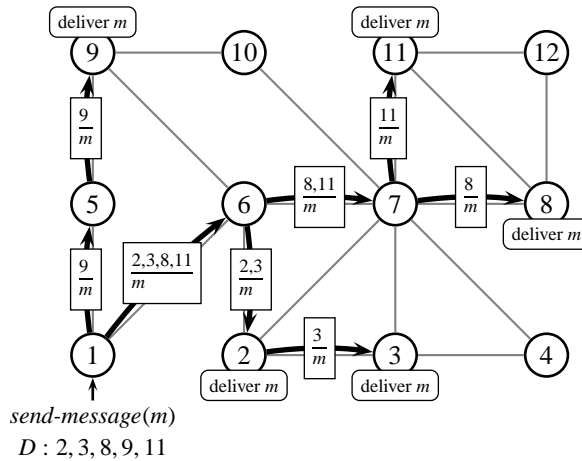 deliver m
deliver m
9
10
11
12
9
m
11
m
5
6
8,11
m
7
8
m
8
deliver m
9
m
2,3,8,11
m
2,3
m
1
2
3
m
3
4
deliver m
deliver m
send-message(m)
D : 2, 3, 8, 9, 11